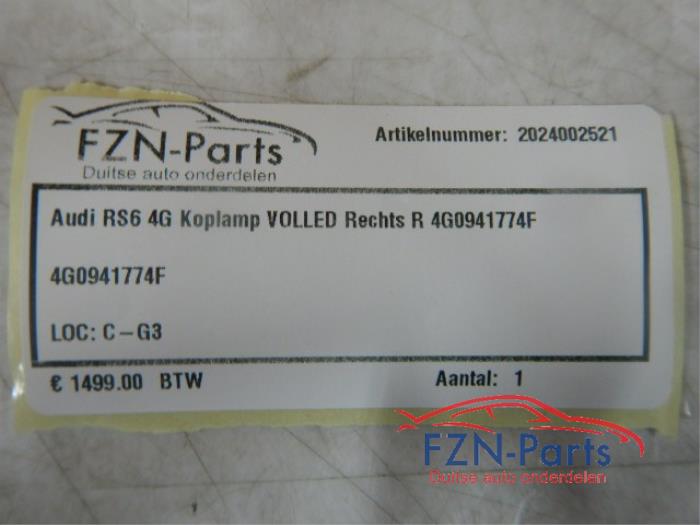 FZN-Parts
Duitse auto onderdelen
Artikelnummer: 2024002521
Audi RS6 4G Koplamp VOLLED Rechts R 4G0941774F
4G0941774F
LOC: C-G3
€ 1499.00 BTW
Aantal: 1
FZN-Parts
Duitse auto onderdelen